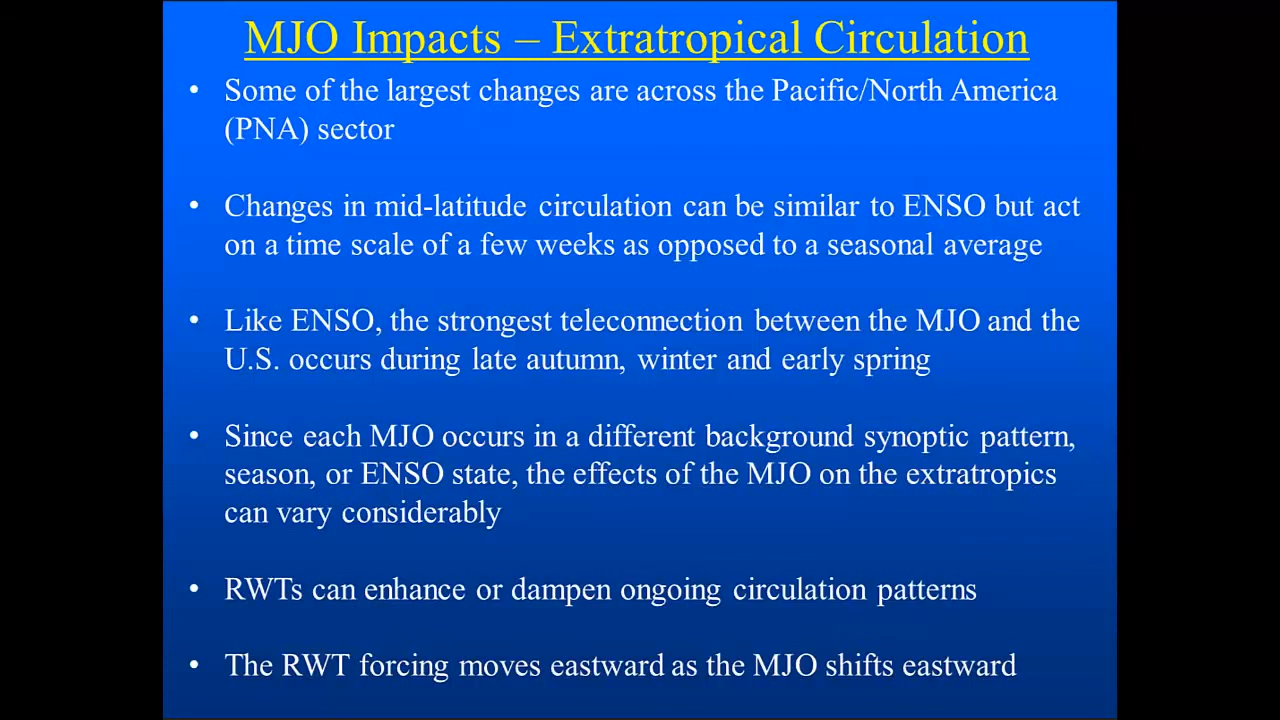 MJO Impacts – Extratropical Circulation
• Some of the largest changes are across the Pacific/North America
(PNA) sector
• Changes in mid-latitude circulation can be similar to ENSO but act
on a time scale of a few weeks as opposed to a seasonal average
• Like ENSO, the strongest teleconnection between the MJO and the
U.S. occurs during late autumn, winter and early spring
• Since each MJO occurs in a different background synoptic pattern,
season, or ENSO state, the effects of the MJO on the extratropics
can vary considerably
• RWTs can enhance or dampen ongoing circulation patterns
• The RWT forcing moves eastward as the MJO shifts eastward